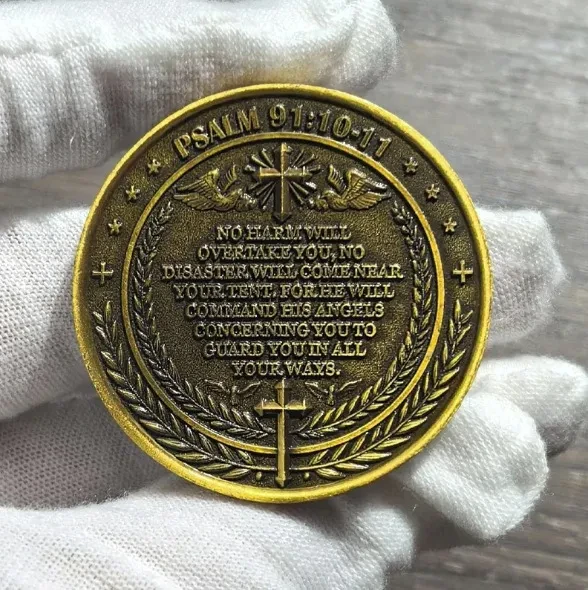 PSALM 91:10-11
NO HARM WILL
OVERTAKE YOU, NO
DISASTER WILL COME NEAR
YOUR TENT. FOR HE WILL
COMMAND HIS ANGELS
CONCERNING YOU TO
GUARD YOU IN ALL
YOUR WAYS.